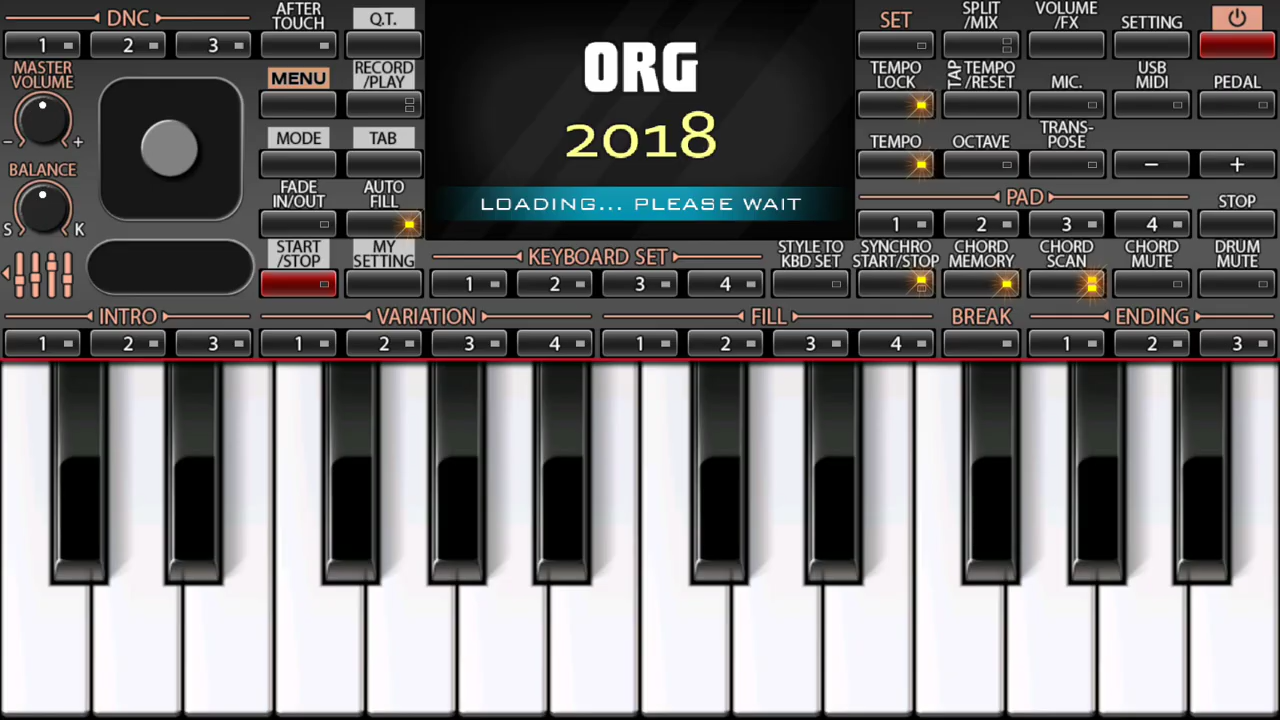 DNC
1 2 3
AFTER
TOUCH
Q.T.
MASTER
VOLUME
− +
MENU
RECORD
/PLAY
MODE
TAB
BALANCE
S K
FADE
IN/OUT
AUTO
FILL
START
/STOP
MY
SETTING
ORG
2018
LOADING... PLEASE WAIT
SET
SPLIT
/MIX
VOLUME
/FX
SETTING
TEMPO
LOCK
TAP TEMPO
/RESET
MIC.
USB
MIDI
PEDAL
TEMPO
OCTAVE
TRANS-
POSE
− +
PAD
1 2 3 4
STOP
KEYBOARD SET
1 2 3 4
STYLE TO
KBD SET
SYNCHRO
START/STOP
CHORD
MEMORY
CHORD
SCAN
CHORD
MUTE
DRUM
MUTE
INTRO
1 2 3
VARIATION
1 2 3 4
FILL
1 2 3 4
BREAK
ENDING
1 2 3